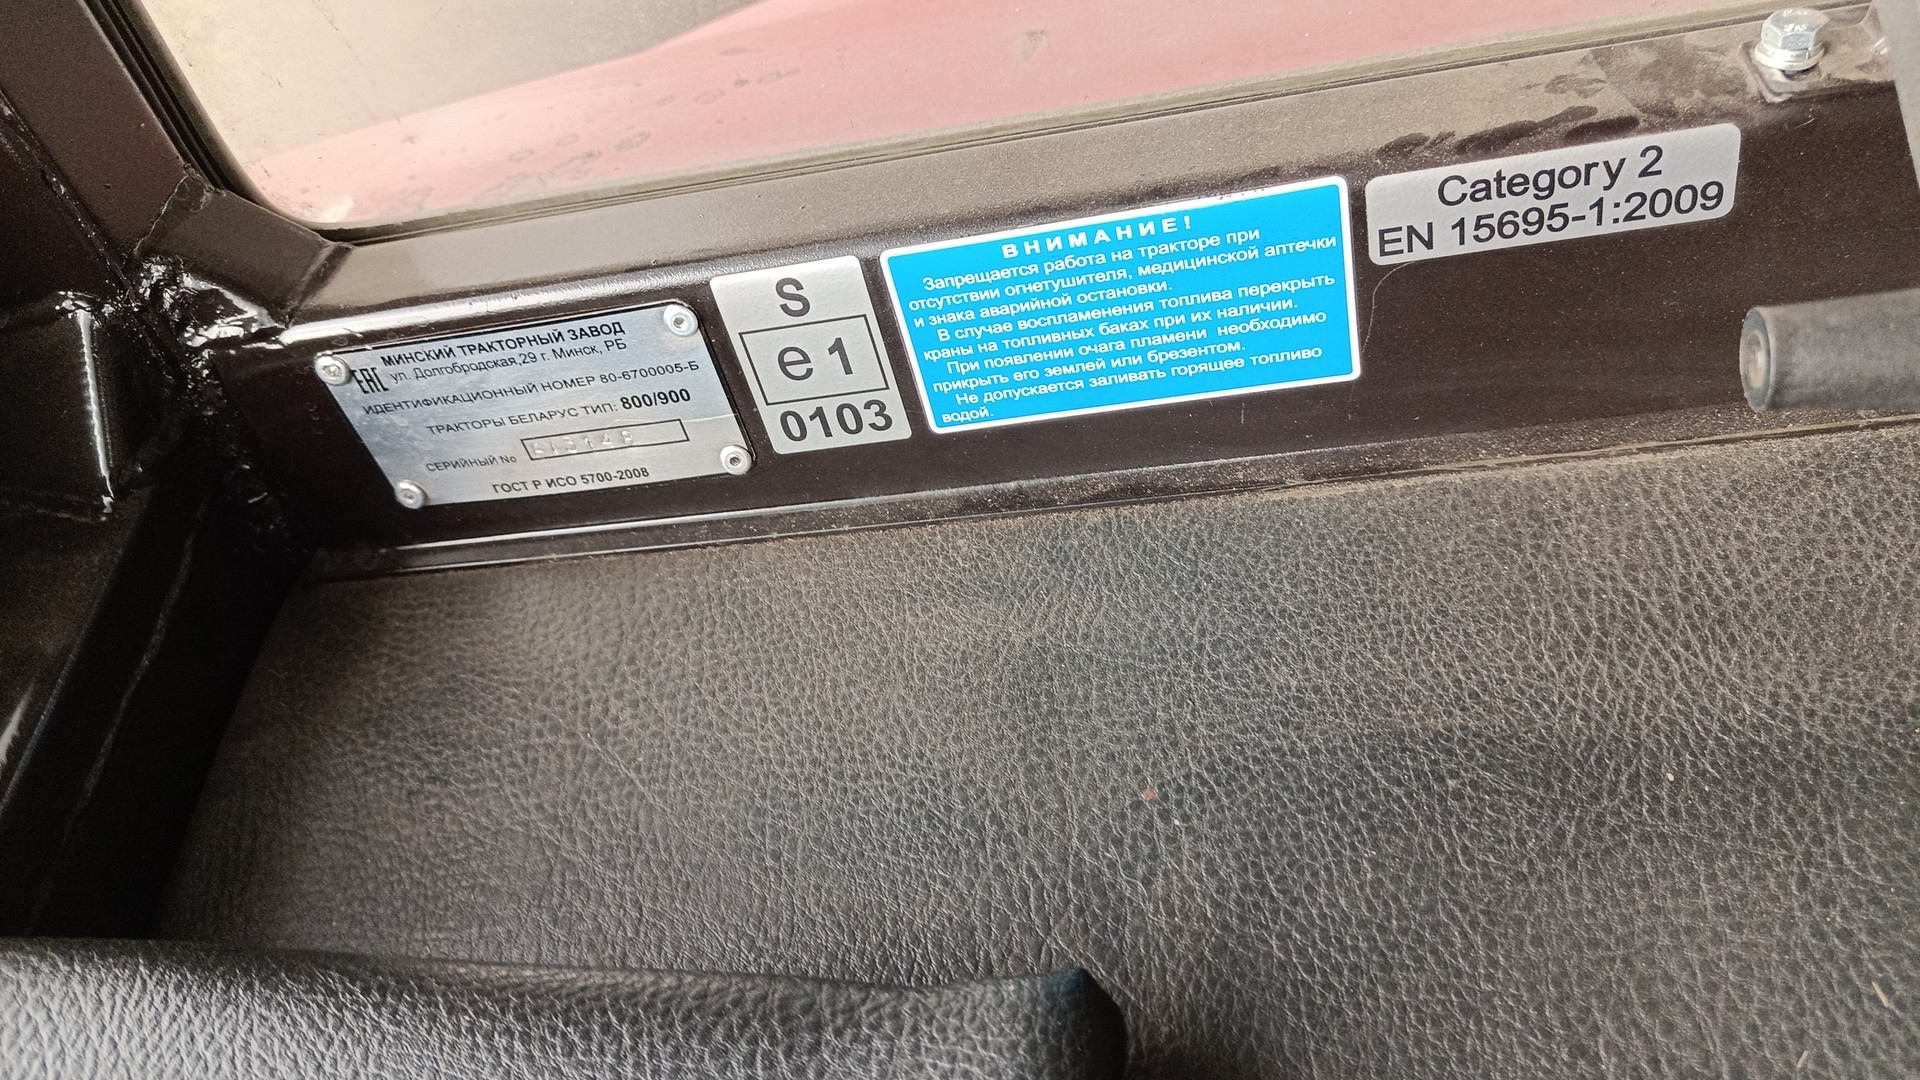 МИНСКИЙ ТРАКТОРНЫЙ ЗАВОД
ул. Долгобродская,29 г. Минск, РБ
EAC
ИДЕНТИФИКАЦИОННЫЙ НОМЕР 80-6700005-Б
ТРАКТОРЫ БЕЛАРУС ТИП: 800/900
СЕРИЙНЫЙ No
ГОСТ Р ИСО 5700-2008
S
e 1
0103
ВНИМАНИЕ!
Запрещается работа на тракторе при
отсутствии огнетушителя, медицинской аптечки
и знака аварийной остановки.
В случае воспламенения топлива перекрыть
краны на топливных баках при их наличии.
При появлении очага пламени необходимо
прикрыть его землей или брезентом.
Не допускается заливать горящее топливо
водой.
Category 2
EN 15695-1:2009